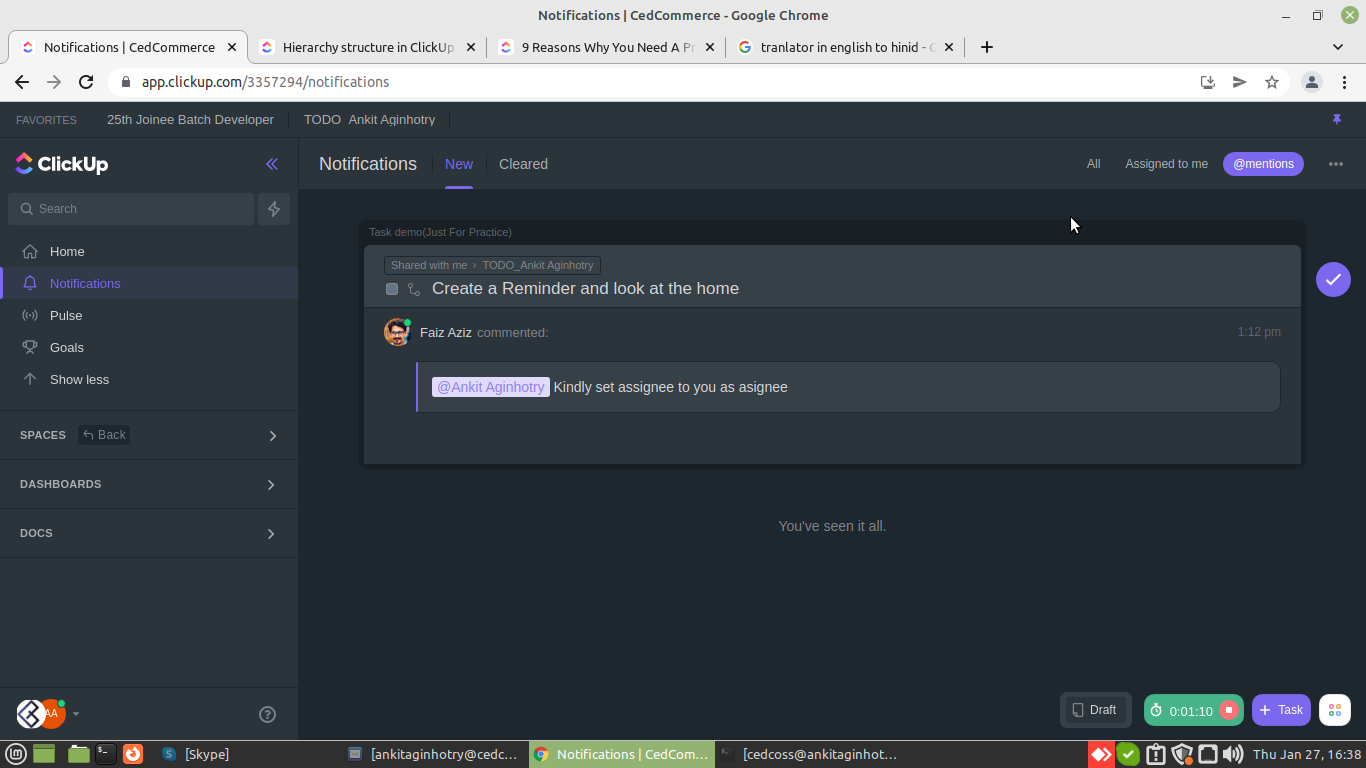 Notifications | CedCommerce - Google Chrome
Notifications | CedCommerce
Hierarchy structure in ClickUp
9 Reasons Why You Need A Pr
tranlator in english to hinid -
app.clickup.com/3357294/notifications
FAVORITES 25th Joinee Batch Developer TODO_Ankit Aginhotry
ClickUp
Notifications New Cleared All Assigned to me @mentions
Search
Home
Notifications
Pulse
Goals
Show less
SPACES Back
DASHBOARDS
DOCS
Task demo(Just For Practice)
Shared with me › TODO_Ankit Aginhotry
Create a Reminder and look at the home
Faiz Aziz commented: 1:12 pm
@Ankit Aginhotry Kindly set assignee to you as asignee
You've seen it all.
AA
Draft 0:01:10 + Task
[Skype] [ankitaginhotry@cedc... Notifications | CedCom... [cedcoss@ankitaginhot... Thu Jan 27, 16:38